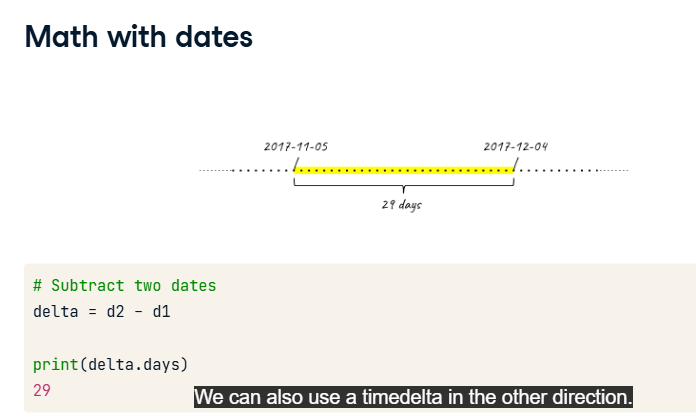 Math with dates
2017-11-05 2017-12-04
29 days
# Subtract two dates
delta = d2 - d1
print(delta.days)
29
We can also use a timedelta in the other direction.